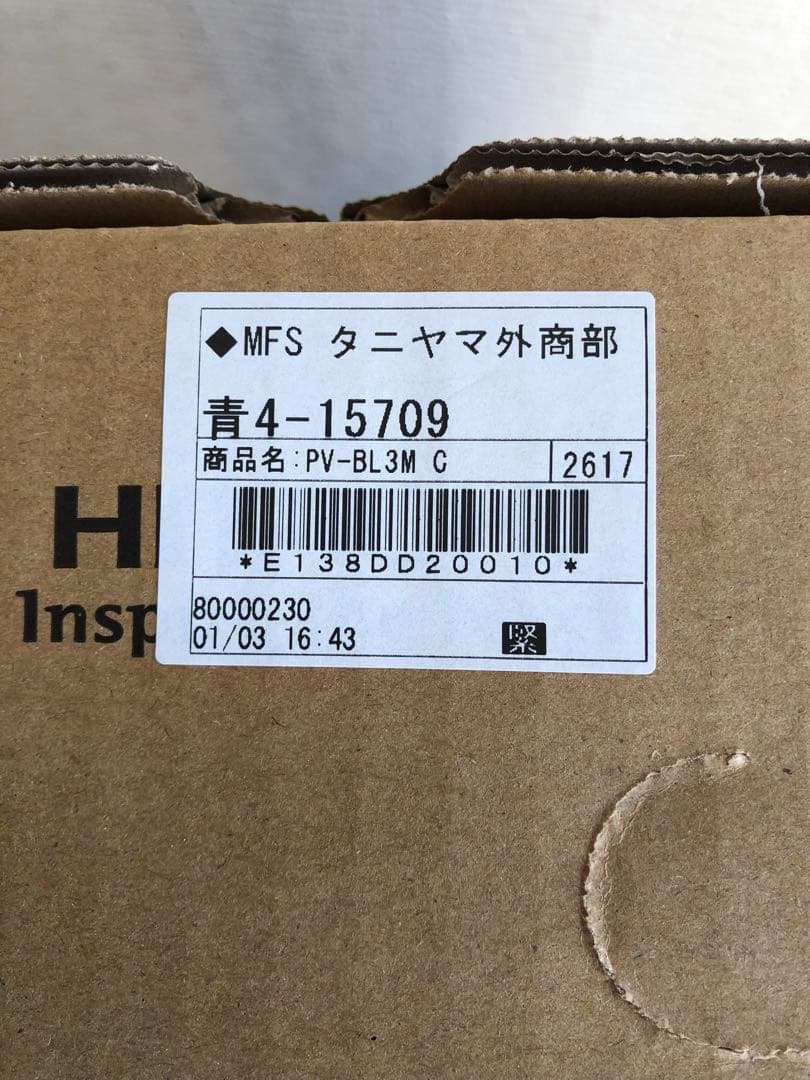 ◆MFS タニヤマ外商部
青4-15709
商品名:PV-BL3M C
2617
*E138DD20010*
80000230
01/03 16:43
緊
H
Insp